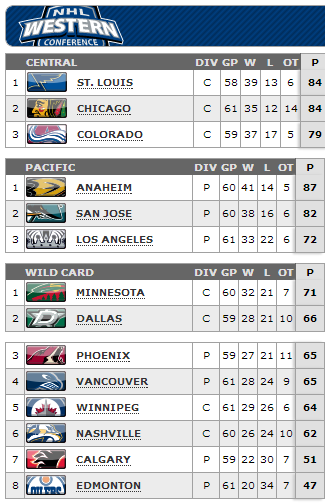 NHL
WESTERN
CONFERENCE
CENTRAL DIV GP W L OT P
1 ST. LOUIS C 58 39 13 6 84
2 CHICAGO C 61 35 12 14 84
3 COLORADO C 59 37 17 5 79
PACIFIC DIV GP W L OT P
1 ANAHEIM P 60 41 14 5 87
2 SAN JOSE P 60 38 16 6 82
3 LOS ANGELES P 61 33 22 6 72
WILD CARD DIV GP W L OT P
1 MINNESOTA C 60 32 21 7 71
2 DALLAS C 59 28 21 10 66
3 PHOENIX P 59 27 21 11 65
4 VANCOUVER P 61 28 24 9 65
5 WINNIPEG C 61 29 26 6 64
6 NASHVILLE C 60 26 24 10 62
7 CALGARY P 59 22 30 7 51
8 EDMONTON P 61 20 34 7 47